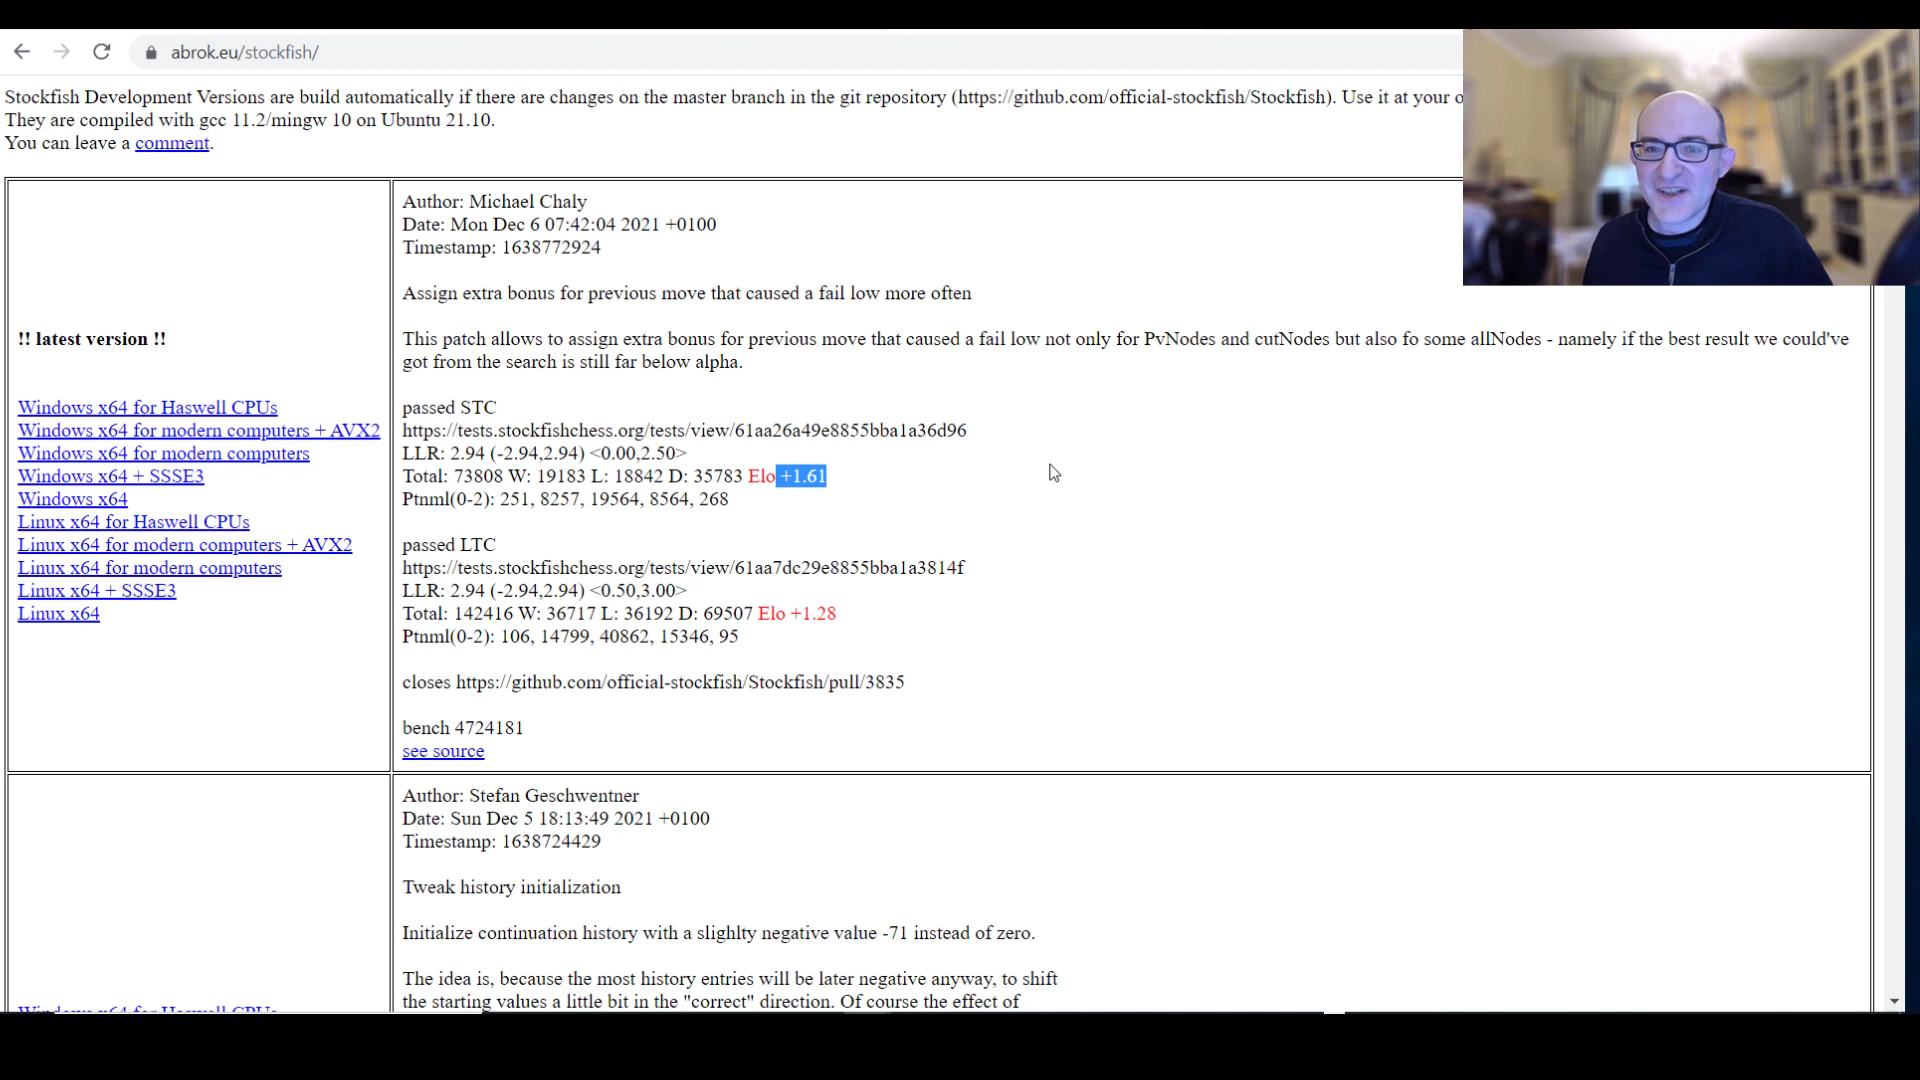 abrok.eu/stockfish/
Stockfish Development Versions are build automatically if there are changes on the master branch in the git repository (https://github.com/official-stockfish/Stockfish). Use it at your o
They are compiled with gcc 11.2/mingw 10 on Ubuntu 21.10.
You can leave a comment.
Author: Michael Chaly
Date: Mon Dec 6 07:42:04 2021 +0100
Timestamp: 1638772924
Assign extra bonus for previous move that caused a fail low more often
!! latest version !!
This patch allows to assign extra bonus for previous move that caused a fail low not only for PvNodes and cutNodes but also fo some allNodes - namely if the best result we could've
got from the search is still far below alpha.
Windows x64 for Haswell CPUs
Windows x64 for modern computers + AVX2
Windows x64 for modern computers
Windows x64 + SSSE3
Windows x64
Linux x64 for Haswell CPUs
Linux x64 for modern computers + AVX2
Linux x64 for modern computers
Linux x64 + SSSE3
Linux x64
passed STC
https://tests.stockfishchess.org/tests/view/61aa26a49e8855bba1a36d96
LLR: 2.94 (-2.94,2.94) <0.00,2.50>
Total: 73808 W: 19183 L: 18842 D: 35783 Elo +1.61
Ptnml(0-2): 251, 8257, 19564, 8564, 268
passed LTC
https://tests.stockfishchess.org/tests/view/61aa7dc29e8855bba1a3814f
LLR: 2.94 (-2.94,2.94) <0.50,3.00>
Total: 142416 W: 36717 L: 36192 D: 69507 Elo +1.28
Ptnml(0-2): 106, 14799, 40862, 15346, 95
closes https://github.com/official-stockfish/Stockfish/pull/3835
bench 4724181
see source
Author: Stefan Geschwentner
Date: Sun Dec 5 18:13:49 2021 +0100
Timestamp: 1638724429
Tweak history initialization
Initialize continuation history with a slighlty negative value -71 instead of zero.
The idea is, because the most history entries will be later negative anyway, to shift
the starting values a little bit in the "correct" direction. Of course the effect of
Windows x64 for Haswell CPUs